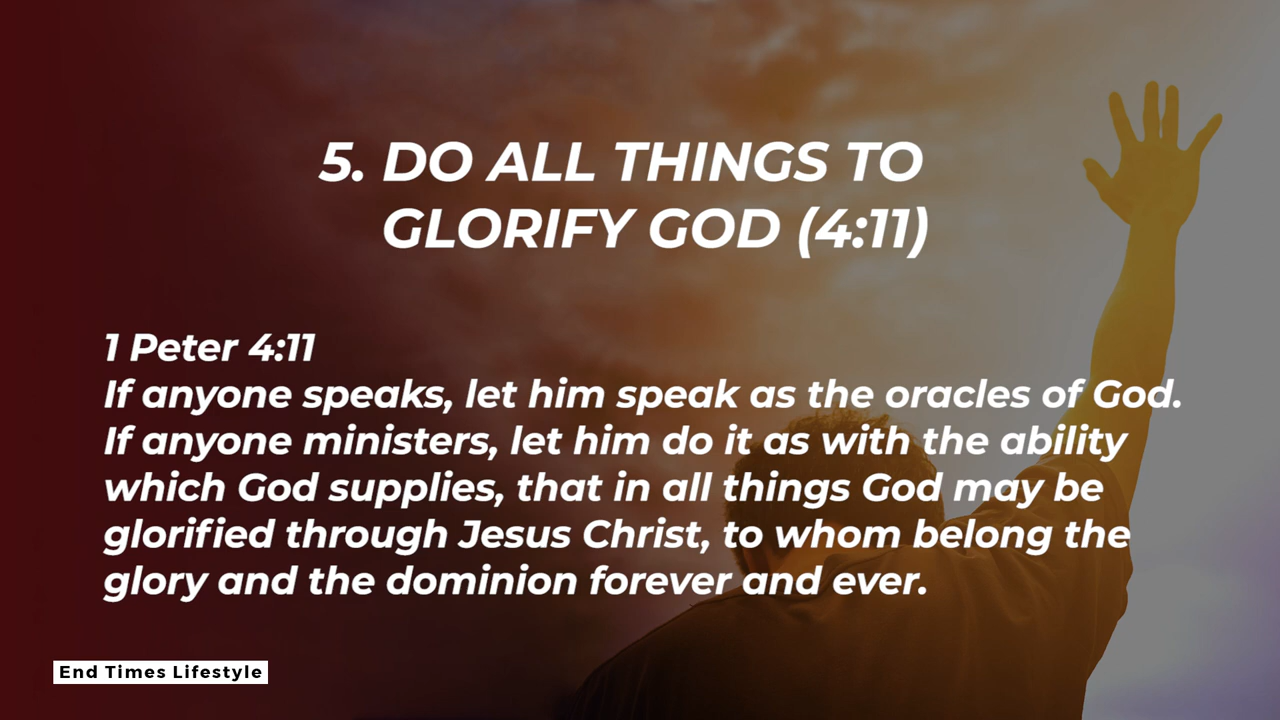 5. DO ALL THINGS TO
GLORIFY GOD (4:11)
1 Peter 4:11
If anyone speaks, let him speak as the oracles of God.
If anyone ministers, let him do it as with the ability
which God supplies, that in all things God may be
glorified through Jesus Christ, to whom belong the
glory and the dominion forever and ever.
End Times Lifestyle